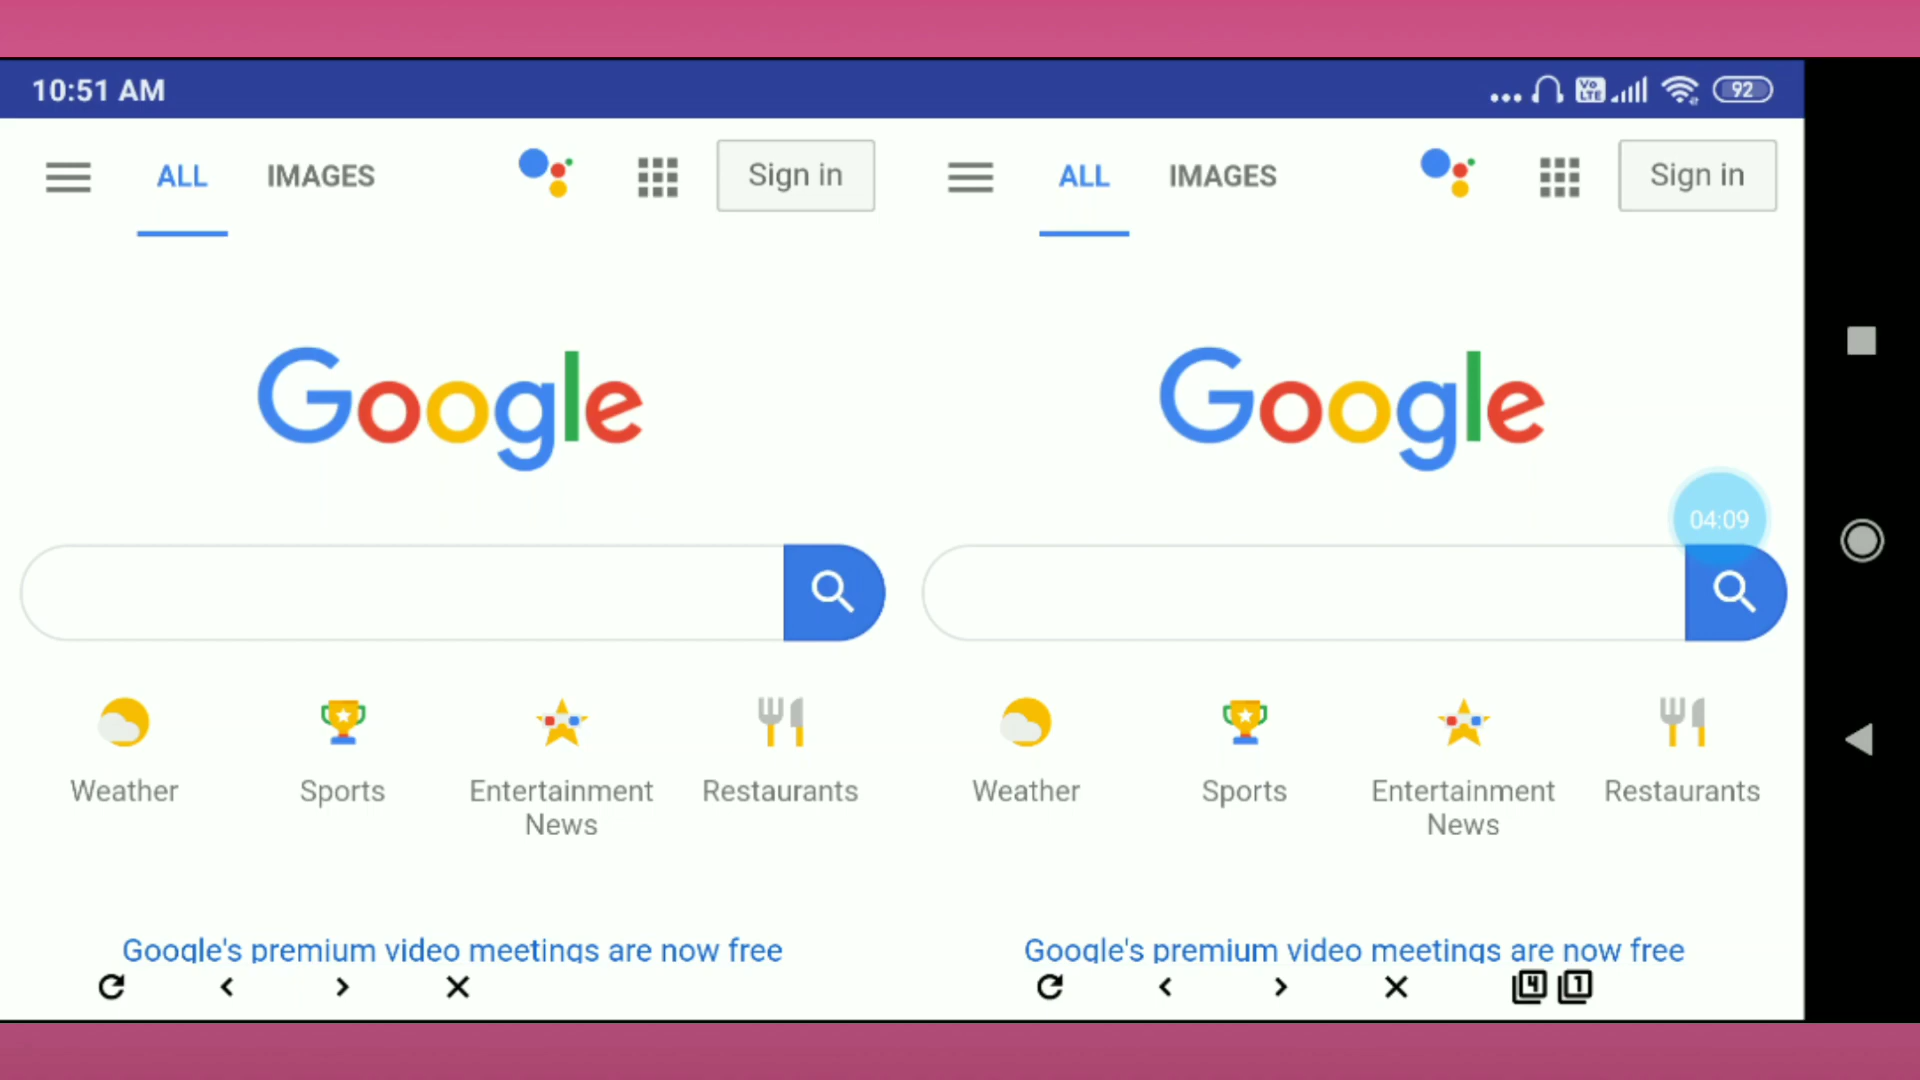 10:51 AM
Vo LTE
92
ALL IMAGES Sign in
ALL IMAGES Sign in
Google
Google
04:09
Weather Sports Entertainment News Restaurants
Weather Sports Entertainment News Restaurants
Google's premium video meetings are now free
Google's premium video meetings are now free
4 1